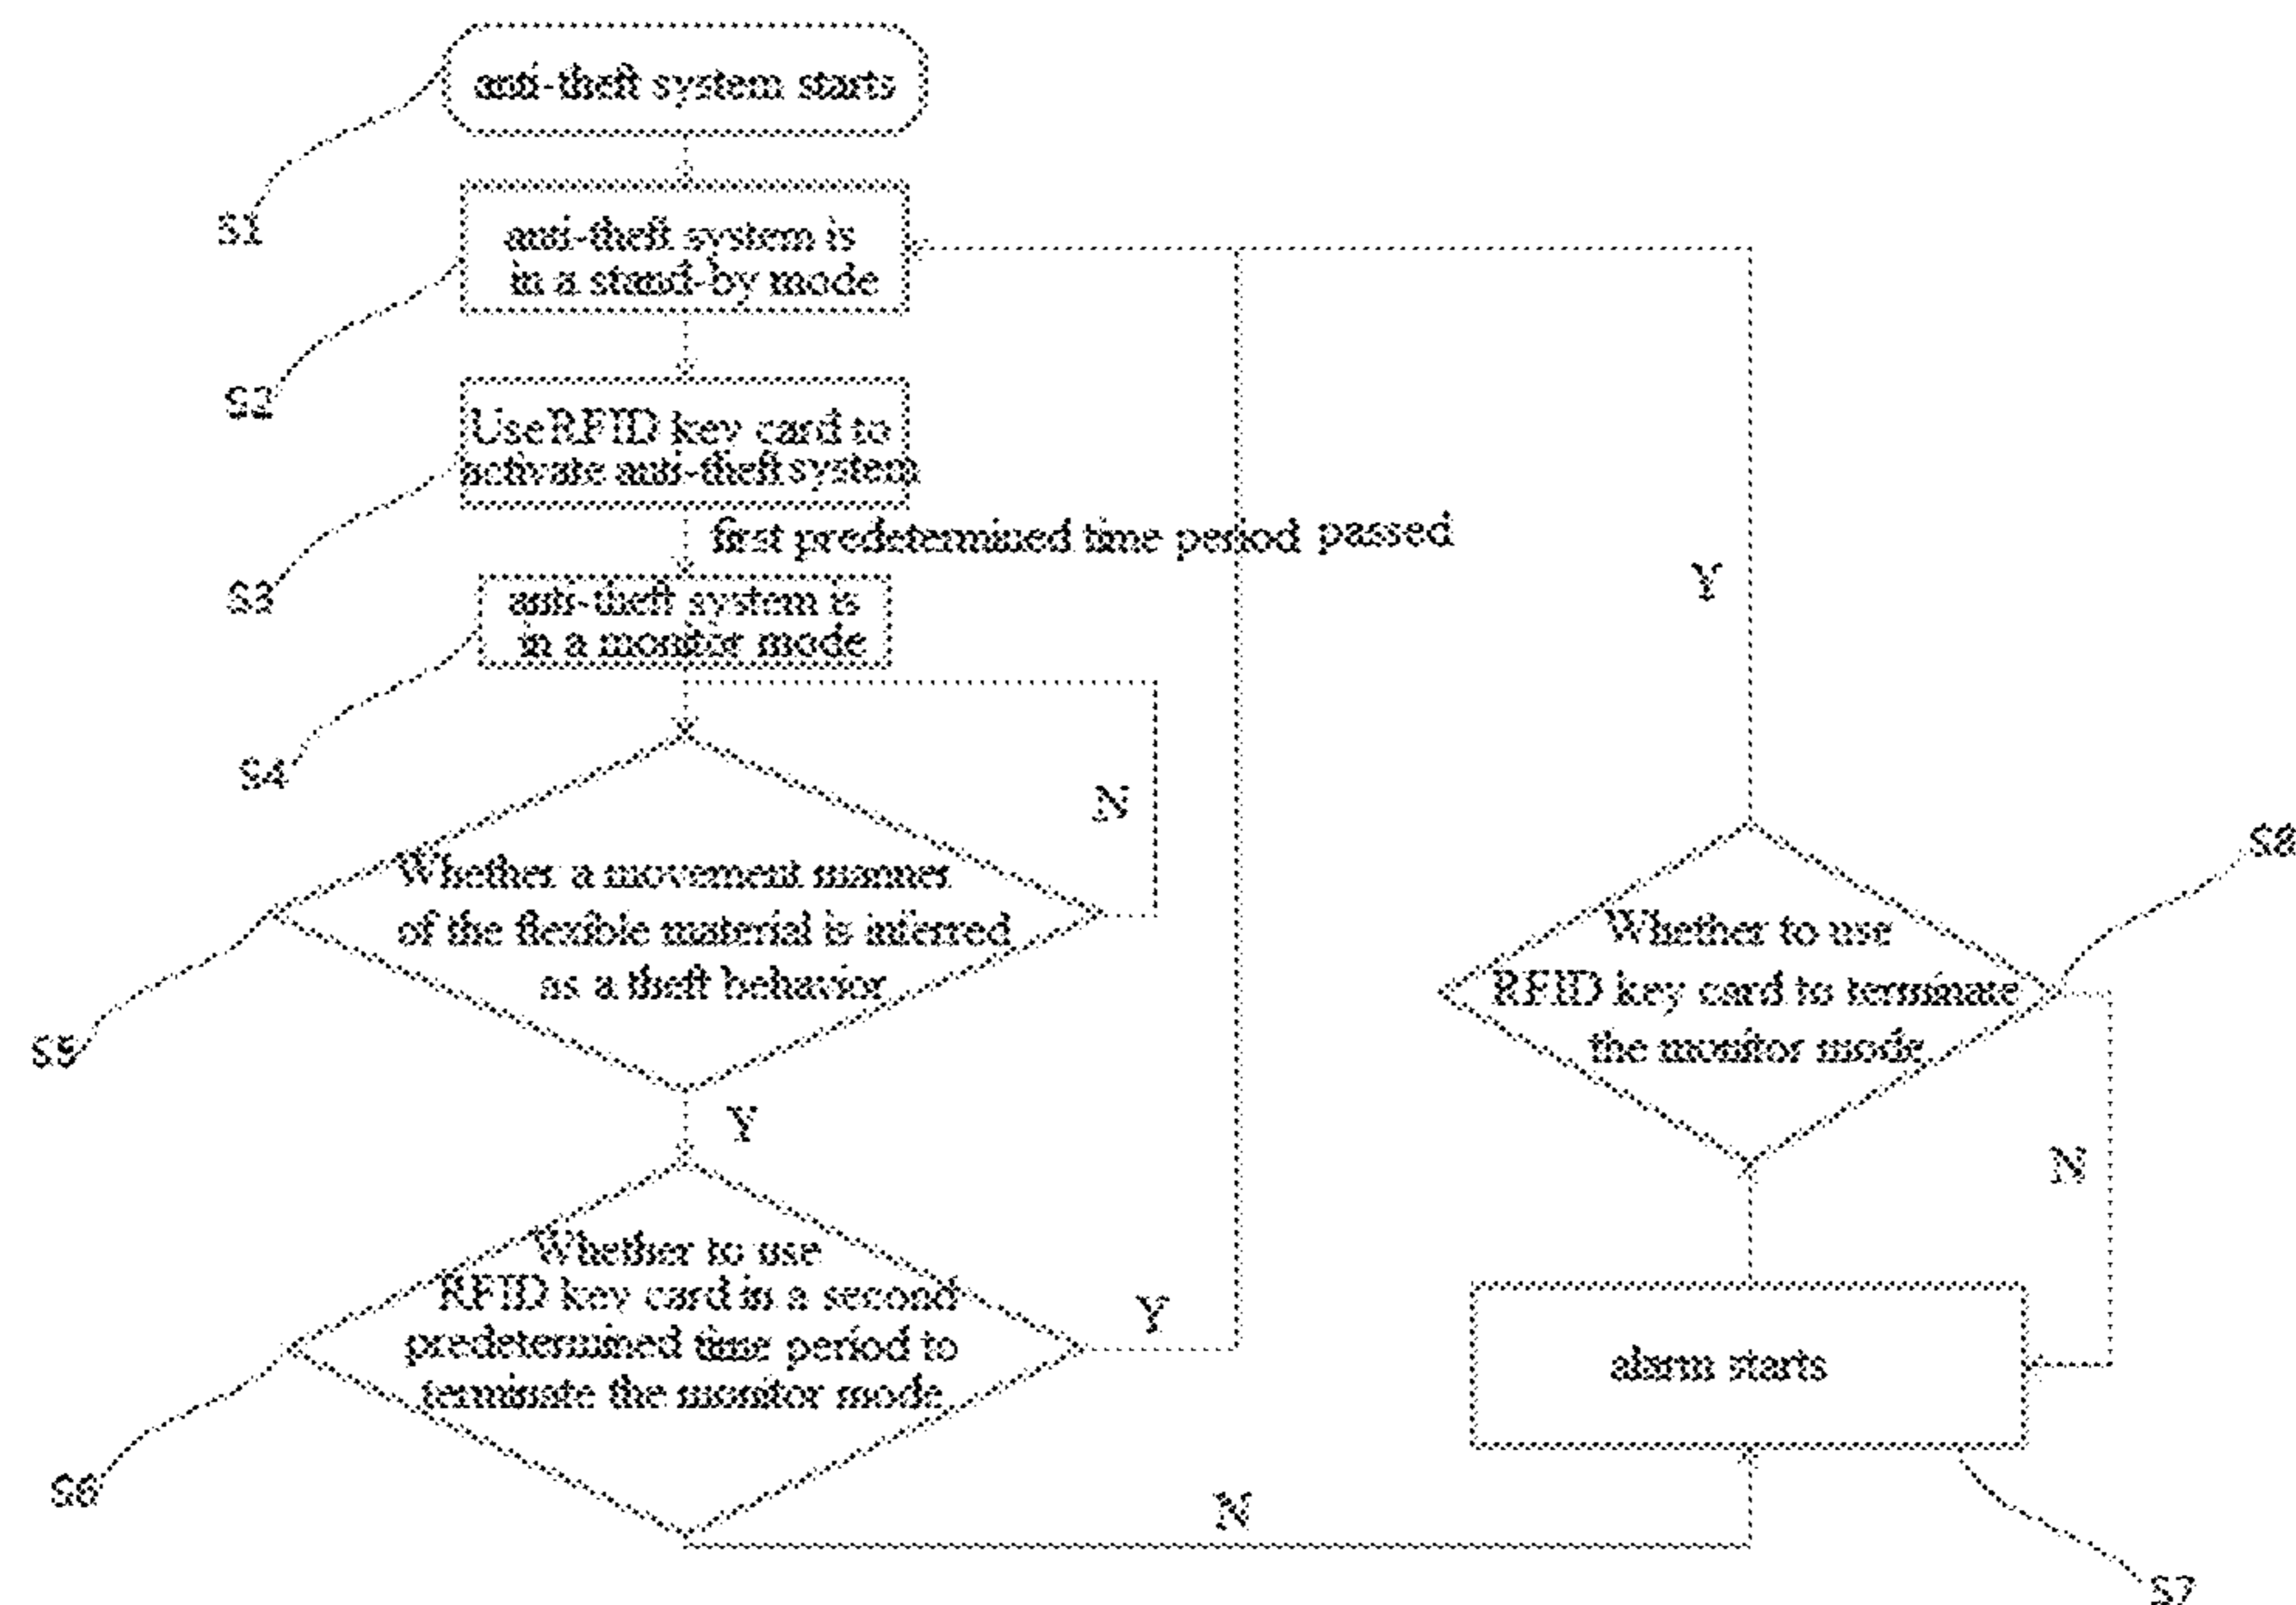 anti-theft system starts
S1
anti-theft system is
in a stand-by mode
S2
Use RFID key card to
activate anti-theft system
S3
first predetermined time period passed
anti-theft system is
in a monitor mode
S4
N
Whether a movement manner
of the flexible material is inferred
as a theft behavior
S5
Y
Whether to use
RFID key card in a second
predetermined time period to
terminate the monitor mode
S6
Y
N
Y
Whether to use
RFID key card to terminate
the monitor mode
S8
N
alarm starts
S7